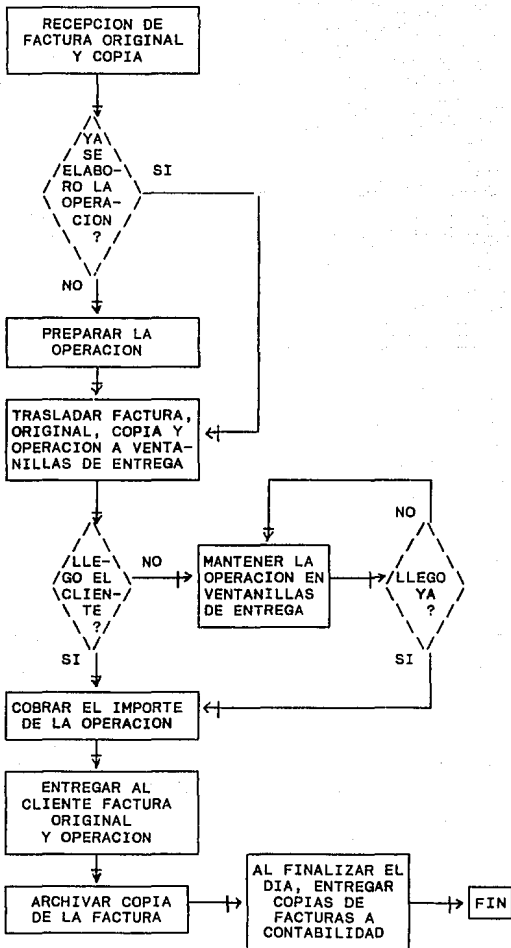 RECEPCION DE
FACTURA ORIGINAL
Y COPIA
YA
SE
ELABO-
RO LA
OPERA-
CION
?
SI
NO
PREPARAR LA
OPERACION
TRASLADAR FACTURA,
ORIGINAL, COPIA Y
OPERACION A VENTA-
NILLAS DE ENTREGA
LLE-
GO EL
CLIEN-
TE
?
NO
SI
MANTENER LA
OPERACION EN
VENTANILLAS
DE ENTREGA
NO
LLEGO
YA
?
SI
COBRAR EL IMPORTE
DE LA OPERACION
ENTREGAR AL
CLIENTE FACTURA
ORIGINAL
Y OPERACION
ARCHIVAR COPIA
DE LA FACTURA
AL FINALIZAR EL
DIA, ENTREGAR
COPIAS DE
FACTURAS A
CONTABILIDAD
FIN